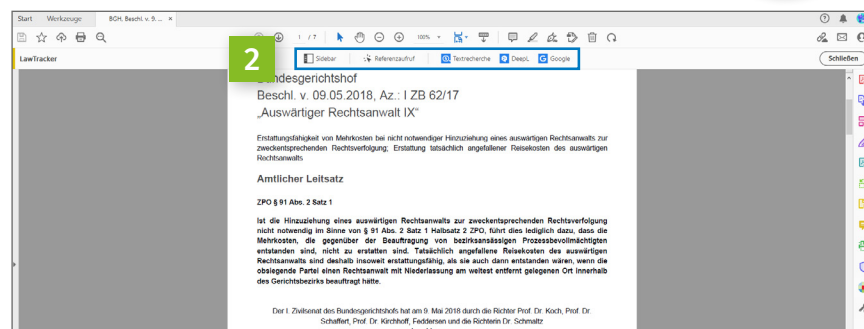 Start Werkzeuge BGH, Beschl. v. 9, ... ×
1 / 7 100%
LawTracker
2
Sidebar Referenzaufruf Textrecherche DeepL Google
Schließen
Bundesgerichtshof
Beschl. v. 09.05.2018, Az.: I ZB 62/17
„Auswärtiger Rechtsanwalt IX“
Erstattungsfähigkeit von Mehrkosten bei nicht notwendiger Hinzuziehung eines auswärtigen Rechtsanwalts zur
zweckentsprechenden Rechtsverfolgung; Erstattung tatsächlich angefallener Reisekosten des auswärtigen
Rechtsanwalts
Amtlicher Leitsatz
ZPO § 91 Abs. 2 Satz 1
Ist die Hinzuziehung eines auswärtigen Rechtsanwalts zur zweckentsprechenden Rechtsverfolgung
nicht notwendig im Sinne von § 91 Abs. 2 Satz 1 Halbsatz 2 ZPO, führt dies lediglich dazu, dass die
Mehrkosten, die gegenüber der Beauftragung von bezirksansässigen Prozessbevollmächtigten
entstanden sind, nicht zu erstatten sind. Tatsächlich angefallene Reisekosten des auswärtigen
Rechtsanwalts sind deshalb insoweit erstattungsfähig, als sie auch dann entstanden wären, wenn die
obsiegende Partei einen Rechtsanwalt mit Niederlassung am weitest entfernt gelegenen Ort innerhalb
des Gerichtsbezirks beauftragt hätte.
Der I. Zivilsenat des Bundesgerichtshofs hat am 9. Mai 2018 durch die Richter Prof. Dr. Koch, Prof. Dr.
Schaffert, Prof. Dr. Kirchhoff, Feddersen und die Richterin Dr. Schmaltz